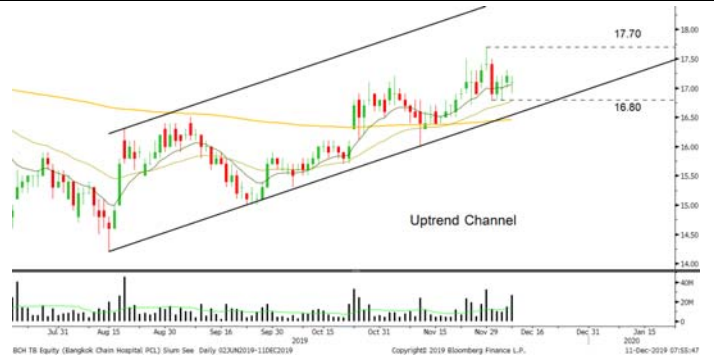 17.70
18.00
17.50
17.00
16.80
16.50
16.00
15.50
15.00
Uptrend Channel
14.50
14.00
40M
20M
0
Jul 31 Aug 15 Aug 30 Sep 16 Sep 30 Oct 15 Oct 31 Nov 15 Nov 29 Dec 16 Dec 31 Jan 15
2019 2020
BCH TB Equity (Bangkok Chain Hospital PCL) Sium See Daily 02JUN2019-11DEC2019 Copyright© 2019 Bloomberg Finance L.P. 11-Dec-2019 07:55:47